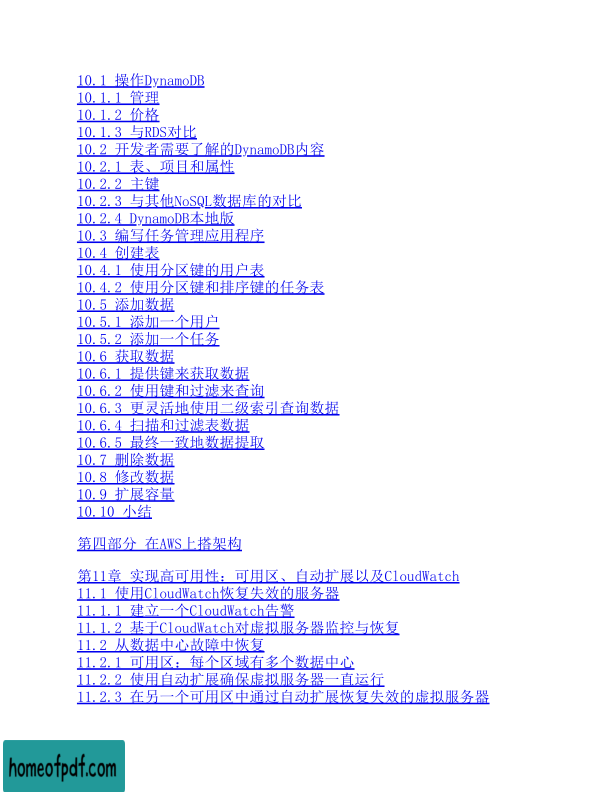 10.1 操作DynamoDB
10.1.1 管理
10.1.2 价格
10.1.3 与RDS对比
10.2 开发者需要了解的DynamoDB内容
10.2.1 表、项目和属性
10.2.2 主键
10.2.3 与其他NoSQL数据库的对比
10.2.4 DynamoDB本地版
10.3 编写任务管理应用程序
10.4 创建表
10.4.1 使用分区键的用户表
10.4.2 使用分区键和排序键的任务表
10.5 添加数据
10.5.1 添加一个用户
10.5.2 添加一个任务
10.6 获取数据
10.6.1 提供键来获取数据
10.6.2 使用键和过滤来查询
10.6.3 更灵活地使用二级索引查询数据
10.6.4 扫描和过滤表数据
10.6.5 最终一致地数据提取
10.7 删除数据
10.8 修改数据
10.9 扩展容量
10.10 小结
第四部分 在AWS上搭架构
第11章 实现高可用性：可用区、自动扩展以及CloudWatch
11.1 使用CloudWatch恢复失效的服务器
11.1.1 建立一个CloudWatch告警
11.1.2 基于CloudWatch对虚拟服务器监控与恢复
11.2 从数据中心故障中恢复
11.2.1 可用区：每个区域有多个数据中心
11.2.2 使用自动扩展确保虚拟服务器一直运行
11.2.3 在另一个可用区中通过自动扩展恢复失效的虚拟服务器
homeofpdf.com